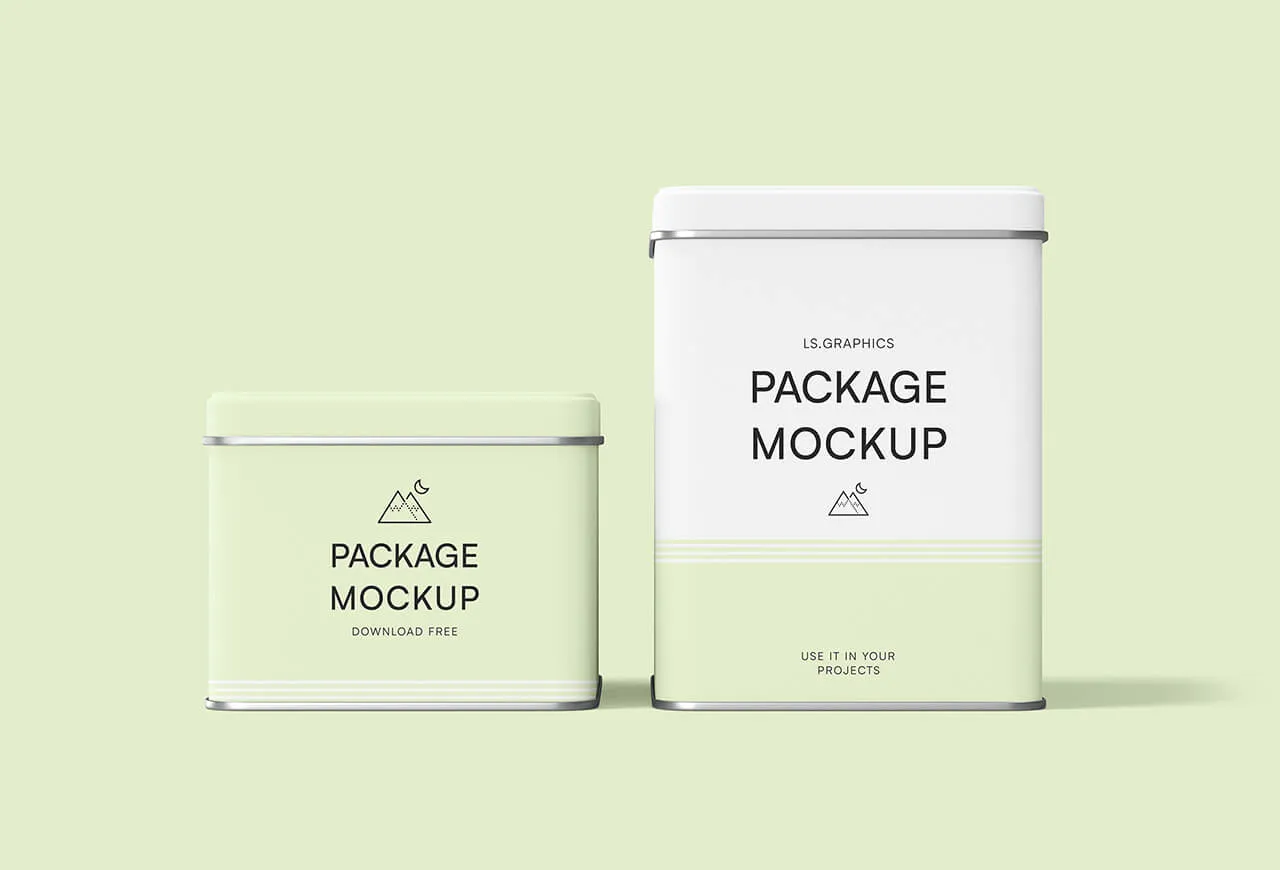 PACKAGE
MOCKUP
DOWNLOAD FREE
LS.GRAPHICS
PACKAGE
MOCKUP
USE IT IN YOUR
PROJECTS